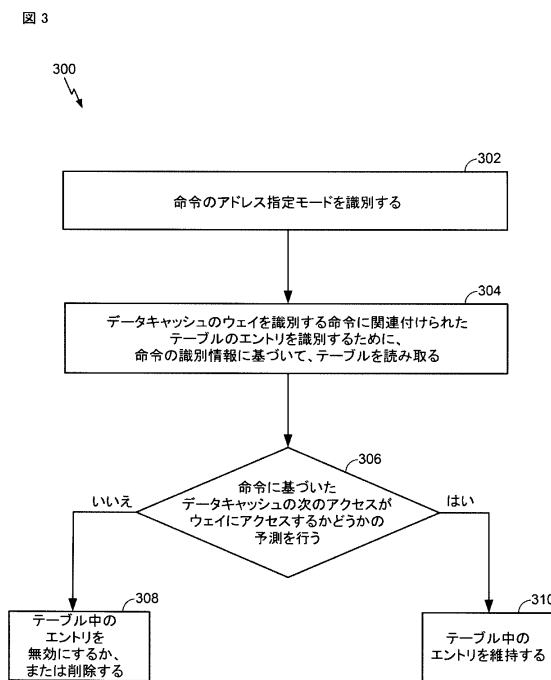 図 3
300
302
命令のアドレス指定モードを識別する
304
データキャッシュのウェイを識別する命令に関連付けられた
テーブルのエントリを識別するために、
命令の識別情報に基づいて、テーブルを読み取る
306
命令に基づいた
データキャッシュの次のアクセスが
ウェイにアクセスするかどうかの
予測を行う
いいえ
はい
308
テーブル中の
エントリを
無効にするか、
または削除する
310
テーブル中の
エントリを維持する